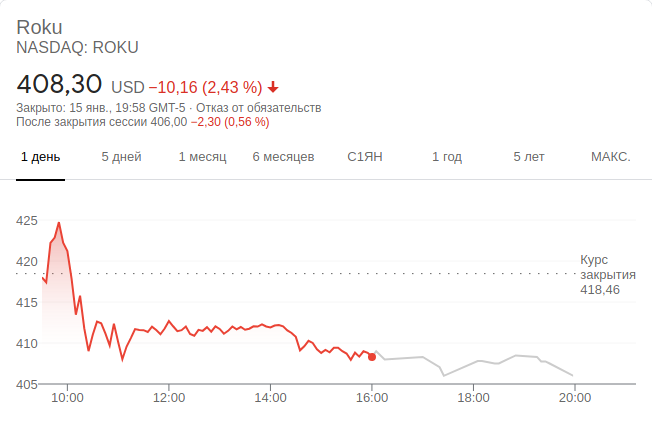 Roku
NASDAQ: ROKU
408,30 USD −10,16 (2,43 %)
Закрыто: 15 янв., 19:58 GMT-5 · Отказ от обязательств
После закрытия сессии 406,00 −2,30 (0,56 %)
1 день 5 дней 1 месяц 6 месяцев С1ЯН 1 год 5 лет МАКС.
425
420
415
410
405
Курс
закрытия
418,46
10:00 12:00 14:00 16:00 18:00 20:00